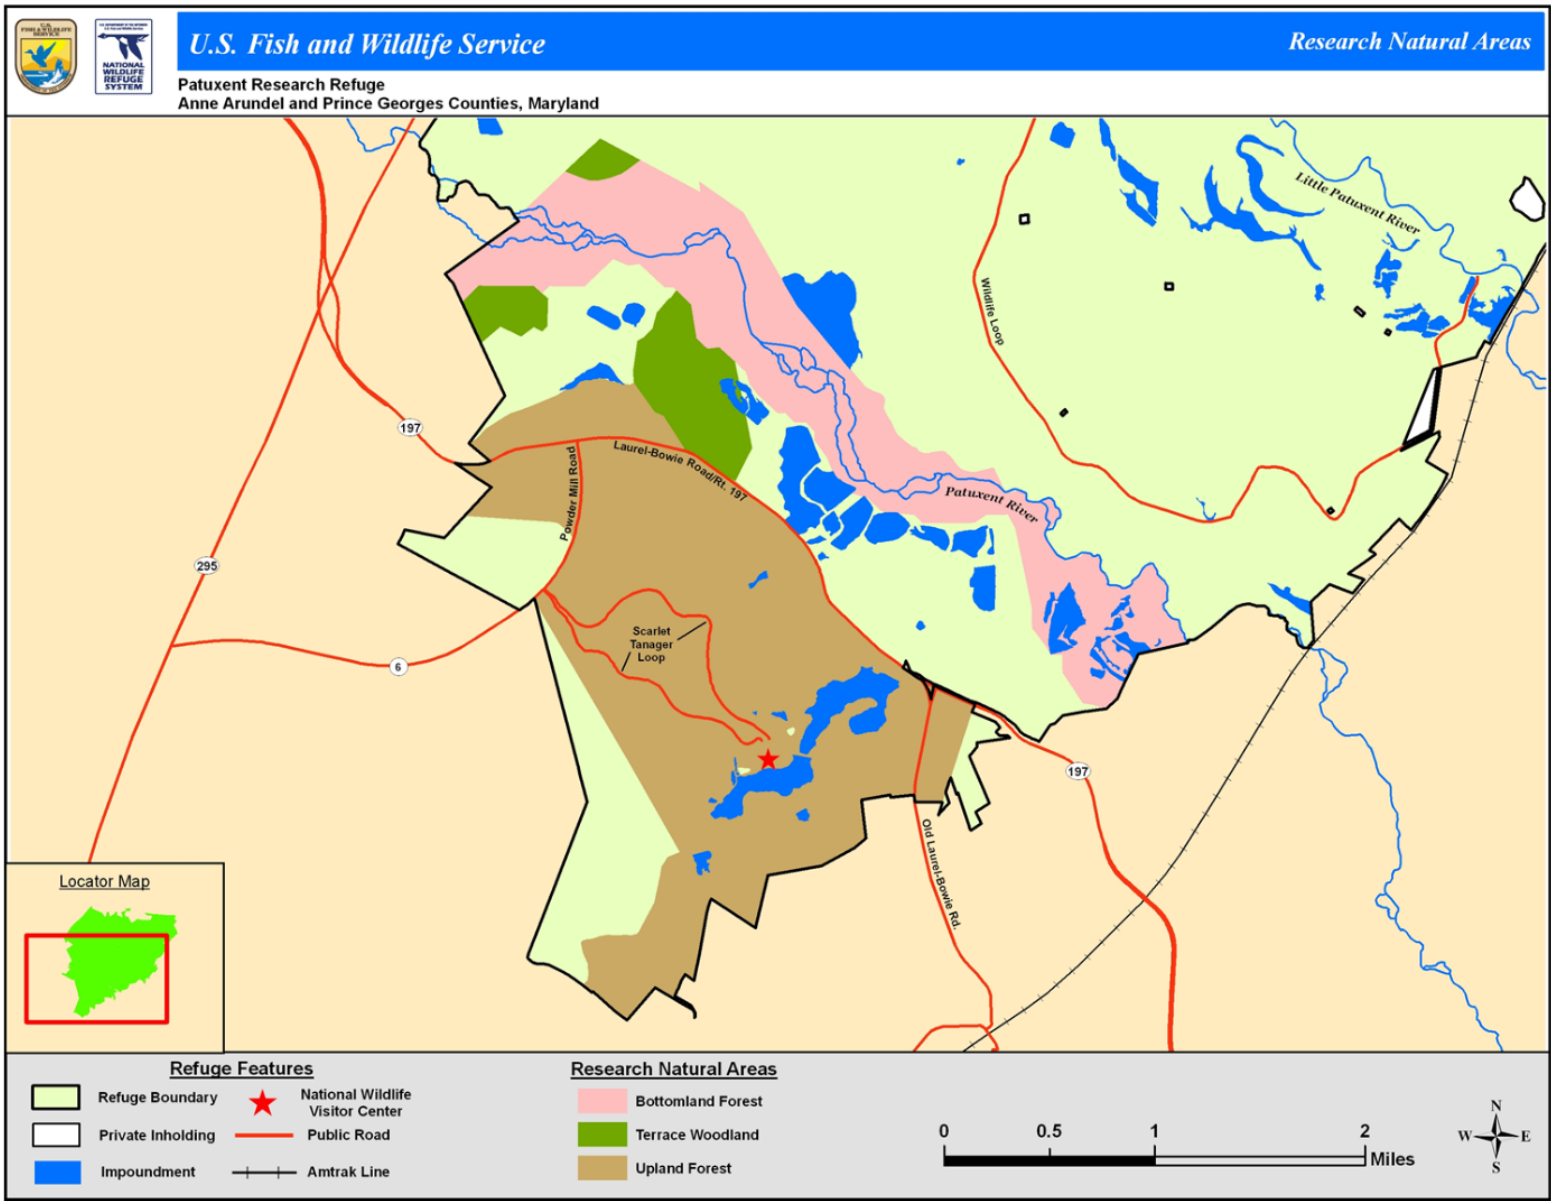 U.S.
FISH & WILDLIFE
SERVICE
NATIONAL
WILDLIFE
REFUGE
SYSTEM
U.S. Fish and Wildlife Service
Research Natural Areas
Patuxent Research Refuge
Anne Arundel and Prince Georges Counties, Maryland
Little Patuxent River
Wildlife Loop
197
Laurel-Bowie Road/Rt. 197
Powder Mill Road
Patuxent River
295
Scarlet
Tanager
Loop
6
197
Old Laurel-Bowie Rd.
Locator Map
Refuge Features
Refuge Boundary
National Wildlife
Visitor Center
Private Inholding
Public Road
Impoundment
Amtrak Line
Research Natural Areas
Bottomland Forest
Terrace Woodland
Upland Forest
0
0.5
1
2
Miles
N
W
E
S